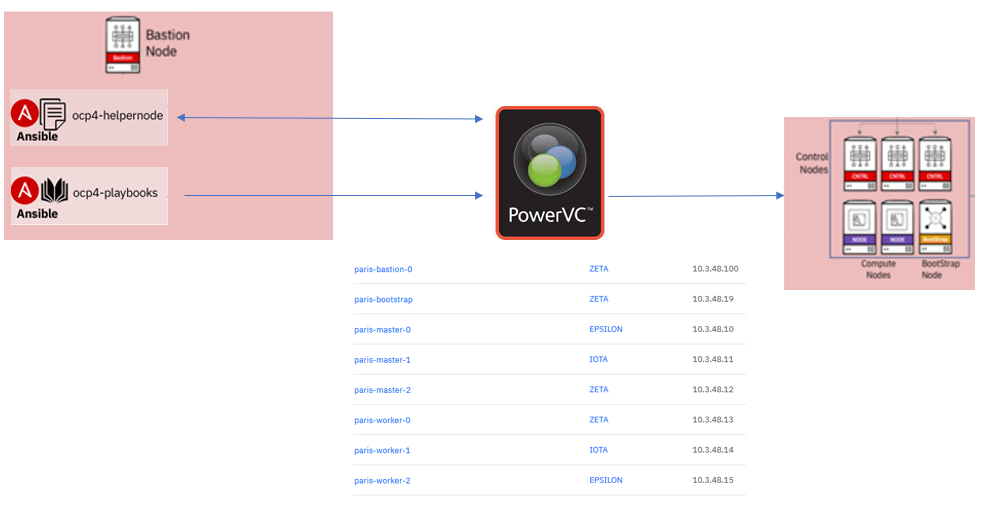 Bastion
Node
Bastion
ocp4-helpernode
Ansible
ocp4-playbooks
Ansible
PowerVC™
Control
Nodes
CNTRL CNTRL CNTRL
NODE NODE BootStrap
Compute
Nodes
BootStrap
Node
paris-bastion-0 ZETA 10.3.48.100
paris-bootstrap ZETA 10.3.48.19
paris-master-0 EPSILON 10.3.48.10
paris-master-1 IOTA 10.3.48.11
paris-master-2 ZETA 10.3.48.12
paris-worker-0 ZETA 10.3.48.13
paris-worker-1 IOTA 10.3.48.14
paris-worker-2 EPSILON 10.3.48.15